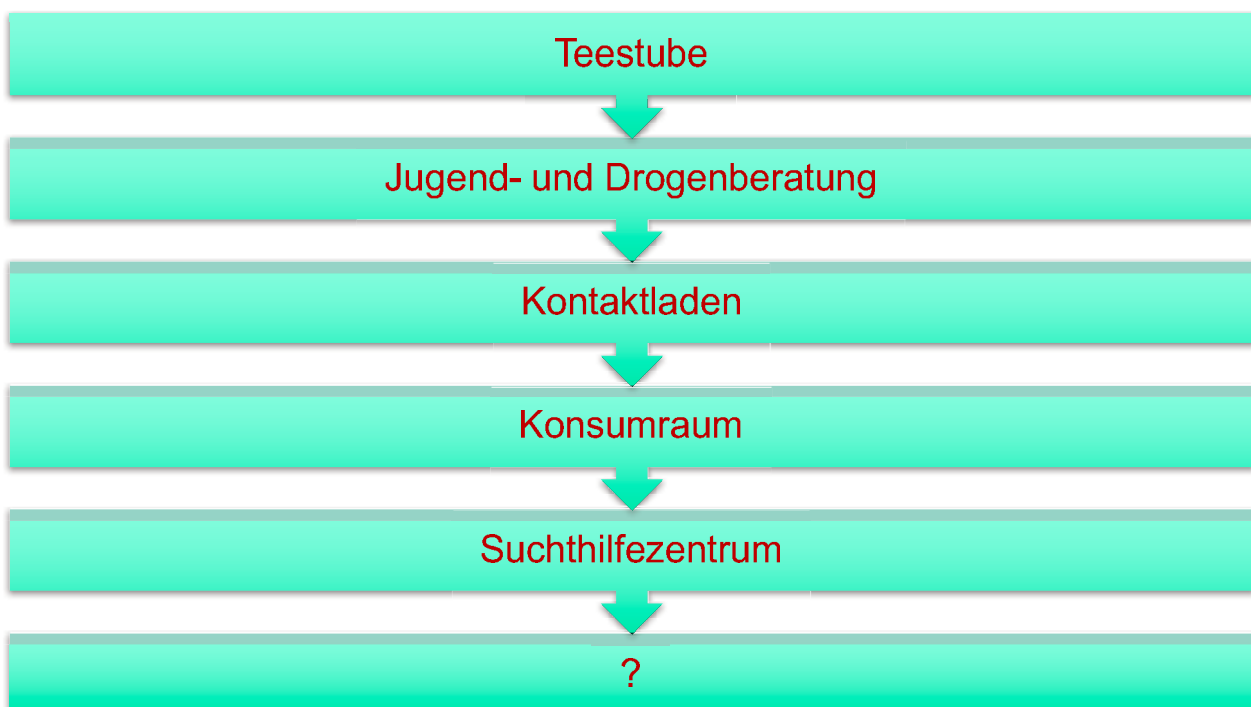 Teestube
Jugend- und Drogenberatung
Kontaktladen
Konsumraum
Suchthilfezentrum
?